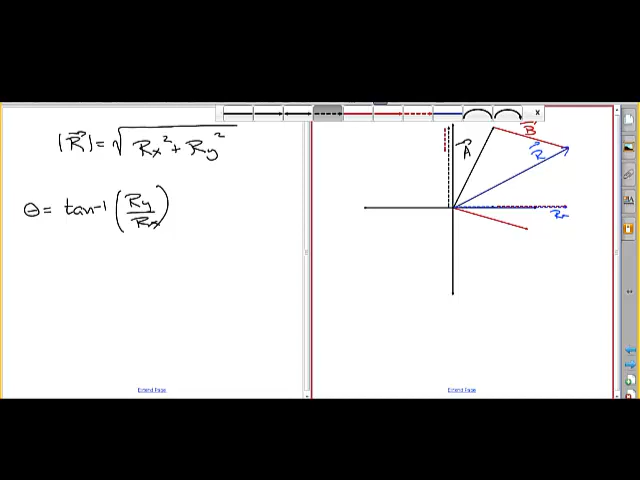 |R⃗| = √Rx² + Ry²
θ = tan⁻¹ (Ry/Rx)
A⃗
B⃗
R⃗
Rx
Extend Page
Extend Page